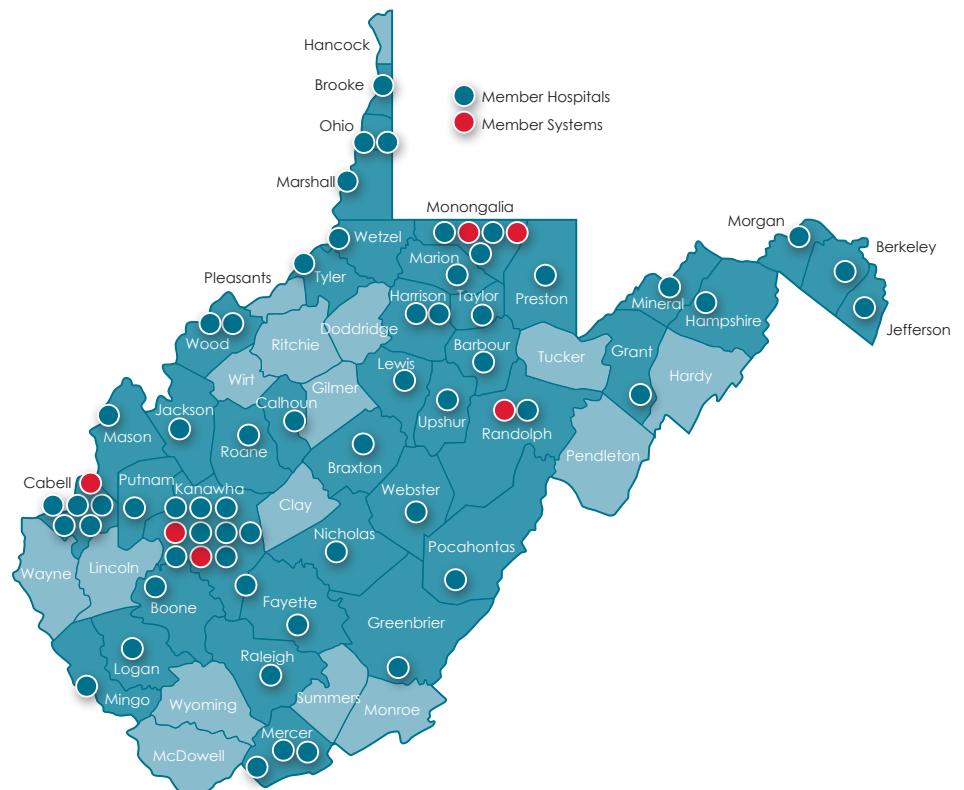 Hancock
Brooke
Member Hospitals
Ohio
Member Systems
Marshall
Monongalia
Morgan
Wetzel
Berkeley
Marion
Pleasants
Tyler
Harrison
Taylor
Preston
Mineral
Hampshire
Jefferson
Wood
Doddridge
Ritchie
Barbour
Tucker
Grant
Lewis
Hardy
Wirt
Gilmer
Calhoun
Jackson
Upshur
Mason
Randolph
Roane
Pendleton
Braxton
Cabell
Putnam
Kanawha
Webster
Clay
Nicholas
Pocahontas
Wayne
Lincoln
Boone
Fayette
Greenbrier
Raleigh
Logan
Mingo
Wyoming
Summers
Monroe
Mercer
McDowell